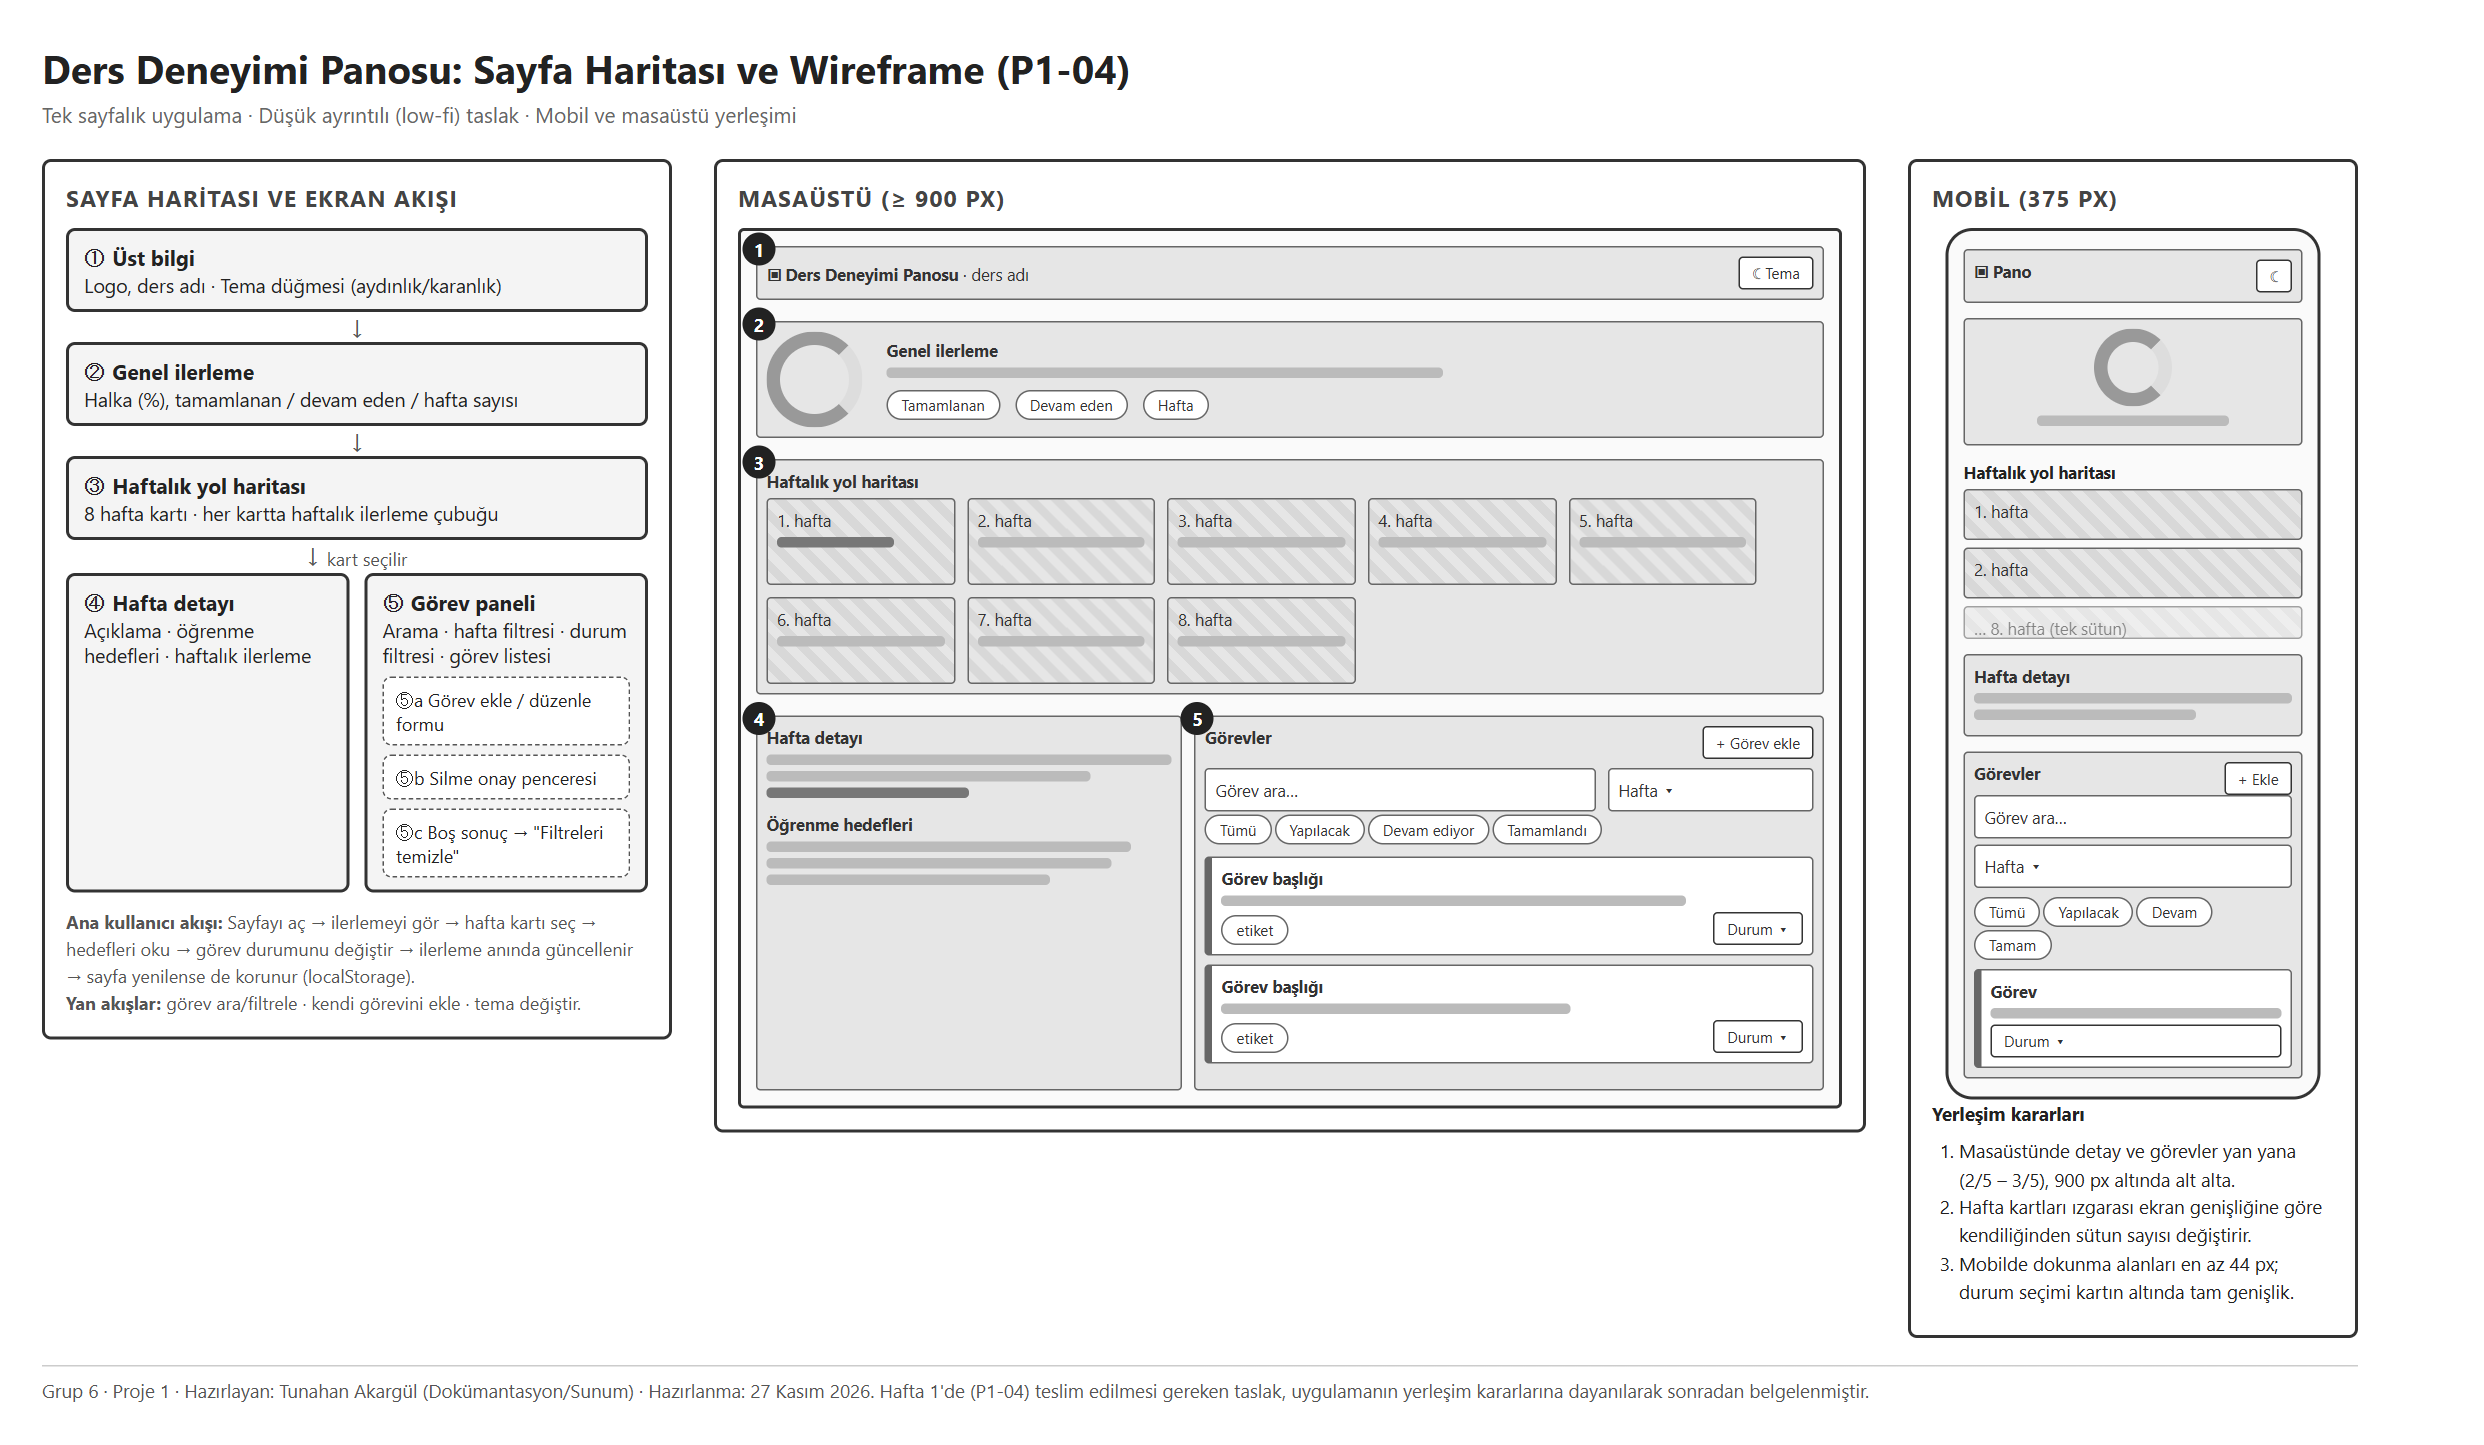 Ders Deneyimi Panosu: Sayfa Haritası ve Wireframe (P1-04)
Tek sayfalık uygulama · Düşük ayrıntılı (low-fi) taslak · Mobil ve masaüstü yerleşimi
SAYFA HARİTASI VE EKRAN AKIŞI
① Üst bilgi
Logo, ders adı · Tema düğmesi (aydınlık/karanlık)
↓
② Genel ilerleme
Halka (%), tamamlanan / devam eden / hafta sayısı
↓
③ Haftalık yol haritası
8 hafta kartı · her kartta haftalık ilerleme çubuğu
↓ kart seçilir
④ Hafta detayı
Açıklama · öğrenme
hedefleri · haftalık ilerleme
⑤ Görev paneli
Arama · hafta filtresi · durum
filtresi · görev listesi
⑤a Görev ekle / düzenle
formu
⑤b Silme onay penceresi
⑤c Boş sonuç → "Filtreleri
temizle"
Ana kullanıcı akışı: Sayfayı aç → ilerlemeyi gör → hafta kartı seç →
hedefleri oku → görev durumunu değiştir → ilerleme anında güncellenir
→ sayfa yenilense de korunur (localStorage).
Yan akışlar: görev ara/filtrele · kendi görevini ekle · tema değiştir.
MASAÜSTÜ (≥ 900 PX)
1
▣ Ders Deneyimi Panosu · ders adı
☾ Tema
2
Genel ilerleme
Tamamlanan
Devam eden
Hafta
3
Haftalık yol haritası
1. hafta
2. hafta
3. hafta
4. hafta
5. hafta
6. hafta
7. hafta
8. hafta
4
Hafta detayı
Öğrenme hedefleri
5
Görevler
+ Görev ekle
Görev ara...
Hafta ▾
Tümü
Yapılacak
Devam ediyor
Tamamlandı
Görev başlığı
etiket
Durum ▾
Görev başlığı
etiket
Durum ▾
MOBİL (375 PX)
▣ Pano
☾
Haftalık yol haritası
1. hafta
2. hafta
... 8. hafta (tek sütun)
Hafta detayı
Görevler
+ Ekle
Görev ara...
Hafta ▾
Tümü
Yapılacak
Devam
Tamam
Görev
Durum ▾
Yerleşim kararları
1. Masaüstünde detay ve görevler yan yana
(2/5 – 3/5), 900 px altında alt alta.
2. Hafta kartları ızgarası ekran genişliğine göre
kendiliğinden sütun sayısı değiştirir.
3. Mobilde dokunma alanları en az 44 px;
durum seçimi kartın altında tam genişlik.
Grup 6 · Proje 1 · Hazırlayan: Tunahan Akargül (Dokümantasyon/Sunum) · Hazırlanma: 27 Kasım 2026. Hafta 1'de (P1-04) teslim edilmesi gereken taslak, uygulamanın yerleşim kararlarına dayanılarak sonradan belgelenmiştir.